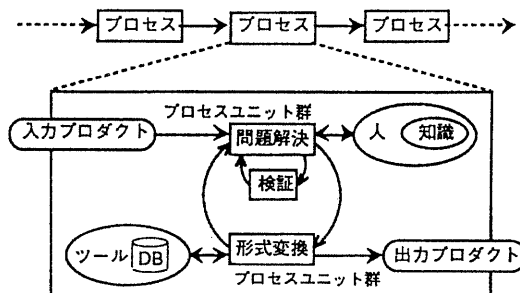 プロセス プロセス プロセス
プロセスユニット群
入力プロダクト 問題解決 人 知識
検証
ツール DB 形式変換 出力プロダクト
プロセスユニット群